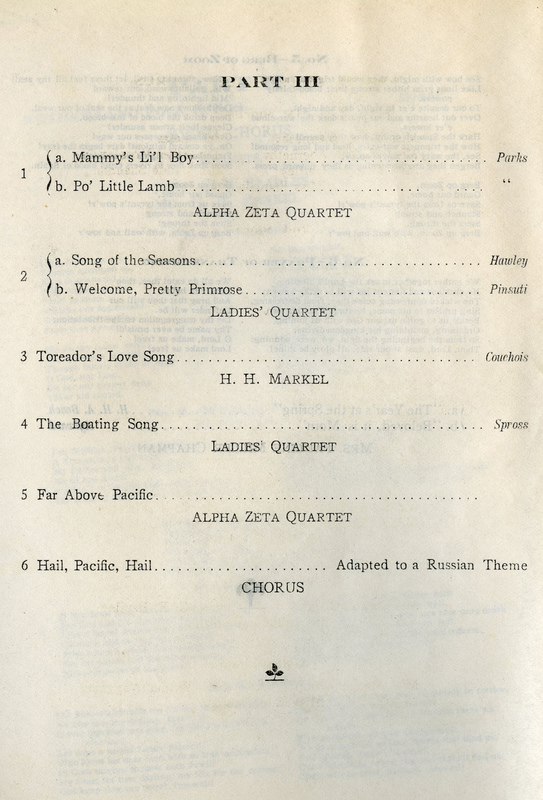 PART III
1
a. Mammy's Li'l Boy.......................... Parks
b. Po' Little Lamb .......................... "
ALPHA ZETA QUARTET
2
a. Song of the Seasons.......................... Hawley
b. Welcome, Pretty Primrose.......................... Pinsuti
LADIES' QUARTET
3 Toreador's Love Song.......................... Couchois
H. H. MARKEL
4 The Boating Song.......................... Spross
LADIES' QUARTET
5 Far Above Pacific..........................
ALPHA ZETA QUARTET
6 Hail, Pacific, Hail..................... Adapted to a Russian Theme
CHORUS